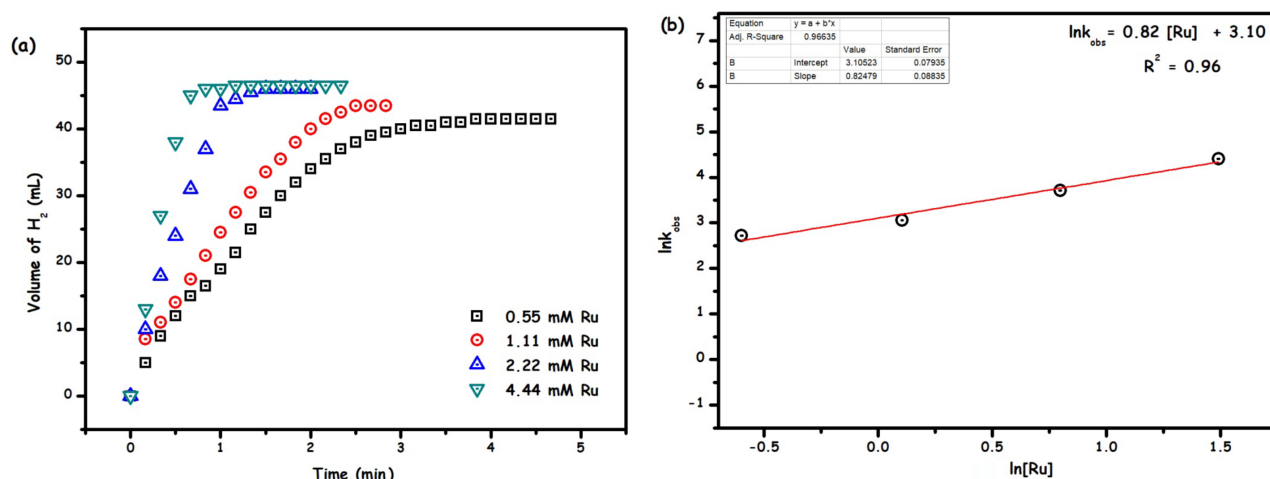 (a)
Volume of H2 (mL)
50
40
30
20
10
0
0 1 2 3 4 5
Time (min)
0.55 mM Ru
1.11 mM Ru
2.22 mM Ru
4.44 mM Ru
(b)
Equation y = a + b*x
Adj. R-Square 0.96635
Value Standard Error
B Intercept 3.10523 0.07935
B Slope 0.82479 0.08835
lnkobs= 0.82 [Ru] + 3.10
R2 = 0.96
lnkobs
7
6
5
4
3
2
1
0
-1
-0.5 0.0 0.5 1.0 1.5
ln[Ru]